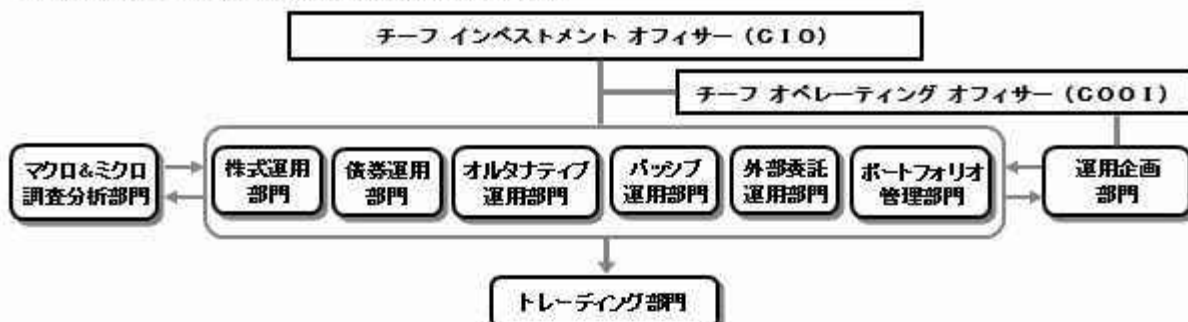 チーフ インベストメント オフィサー (CIO)
チーフ オペレーティング オフィサー (COOI)
マクロ&ミクロ
調査分析部門
株式運用
部門
債券運用
部門
オルタナティブ
運用部門
パッシブ
運用部門
外部委託
運用部門
ポートフォリオ
管理部門
運用企画
部門
トレーディング部門